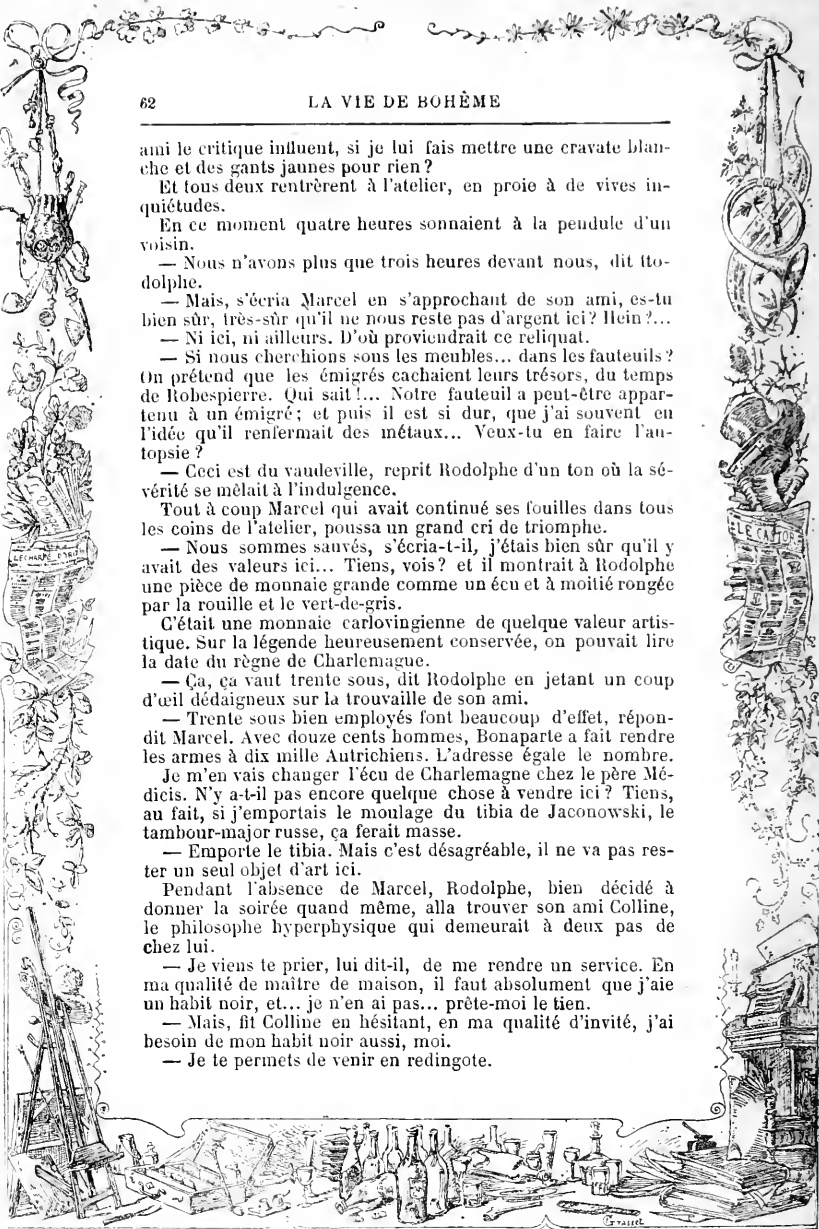 62
LA VIE DE BOHÈME
ami le critique influent, si je lui fais mettre une cravate blan-
che et des gants jaunes pour rien ?
Et tous deux rentrèrent à l'atelier, en proie à de vives in-
quiétudes.
En ce moment quatre heures sonnaient à la pendule d'un
voisin.
— Nous n'avons plus que trois heures devant nous, dit Ro-
dolphe.
— Mais, s'écria Marcel en s'approchant de son ami, es-tu
bien sûr, très-sûr qu'il ne nous reste pas d'argent ici ? Hein ?...
— Ni ici, ni ailleurs. D'où proviendrait ce reliquat.
— Si nous cherchions sous les meubles... dans les fauteuils ?
On prétend que les émigrés cachaient leurs trésors, du temps
de Robespierre. Qui sait !... Notre fauteuil a peut-être appar-
tenu à un émigré ; et puis il est si dur, que j'ai souvent eu
l'idée qu'il renfermait des métaux... Veux-tu en faire l'au-
topsie ?
— Ceci est du vaudeville, reprit Rodolphe d'un ton où la sé-
vérité se mêlait à l'indulgence.
Tout à coup Marcel qui avait continué ses fouilles dans tous
les coins de l'atelier, poussa un grand cri de triomphe.
— Nous sommes sauvés, s'écria-t-il, j'étais bien sûr qu'il y
avait des valeurs ici... Tiens, vois ? et il montrait à Rodolphe
une pièce de monnaie grande comme un écu et à moitié rongée
par la rouille et le vert-de-gris.
C'était une monnaie carlovingienne de quelque valeur artis-
tique. Sur la légende heureusement conservée, on pouvait lire
la date du règne de Charlemagne.
— Ça, ça vaut trente sous, dit Rodolphe en jetant un coup
d'œil dédaigneux sur la trouvaille de son ami.
— Trente sous bien employés font beaucoup d'effet, répon-
dit Marcel. Avec douze cents hommes, Bonaparte a fait rendre
les armes à dix mille Autrichiens. L'adresse égale le nombre.
Je m'en vais changer l'écu de Charlemagne chez le père Mé-
dicis. N'y a-t-il pas encore quelque chose à vendre ici ? Tiens,
au fait, si j'emportais le moulage du tibia de Jaconowski, le
tambour-major russe, ça ferait masse.
— Emporte le tibia. Mais c'est désagréable, il ne va pas res-
ter un seul objet d'art ici.
Pendant l'absence de Marcel, Rodolphe, bien décidé à
donner la soirée quand même, alla trouver son ami Colline,
le philosophe hyperphysique qui demeurait à deux pas de
chez lui.
— Je viens te prier, lui dit-il, de me rendre un service. En
ma qualité de maître de maison, il faut absolument que j'aie
un habit noir, et... je n'en ai pas... prête-moi le tien.
— Mais, fit Colline en hésitant, en ma qualité d'invité, j'ai
besoin de mon habit noir aussi, moi.
— Je te permets de venir en redingote.
L'ECHARPE D'IRIS
LE CASTOR
Grasset